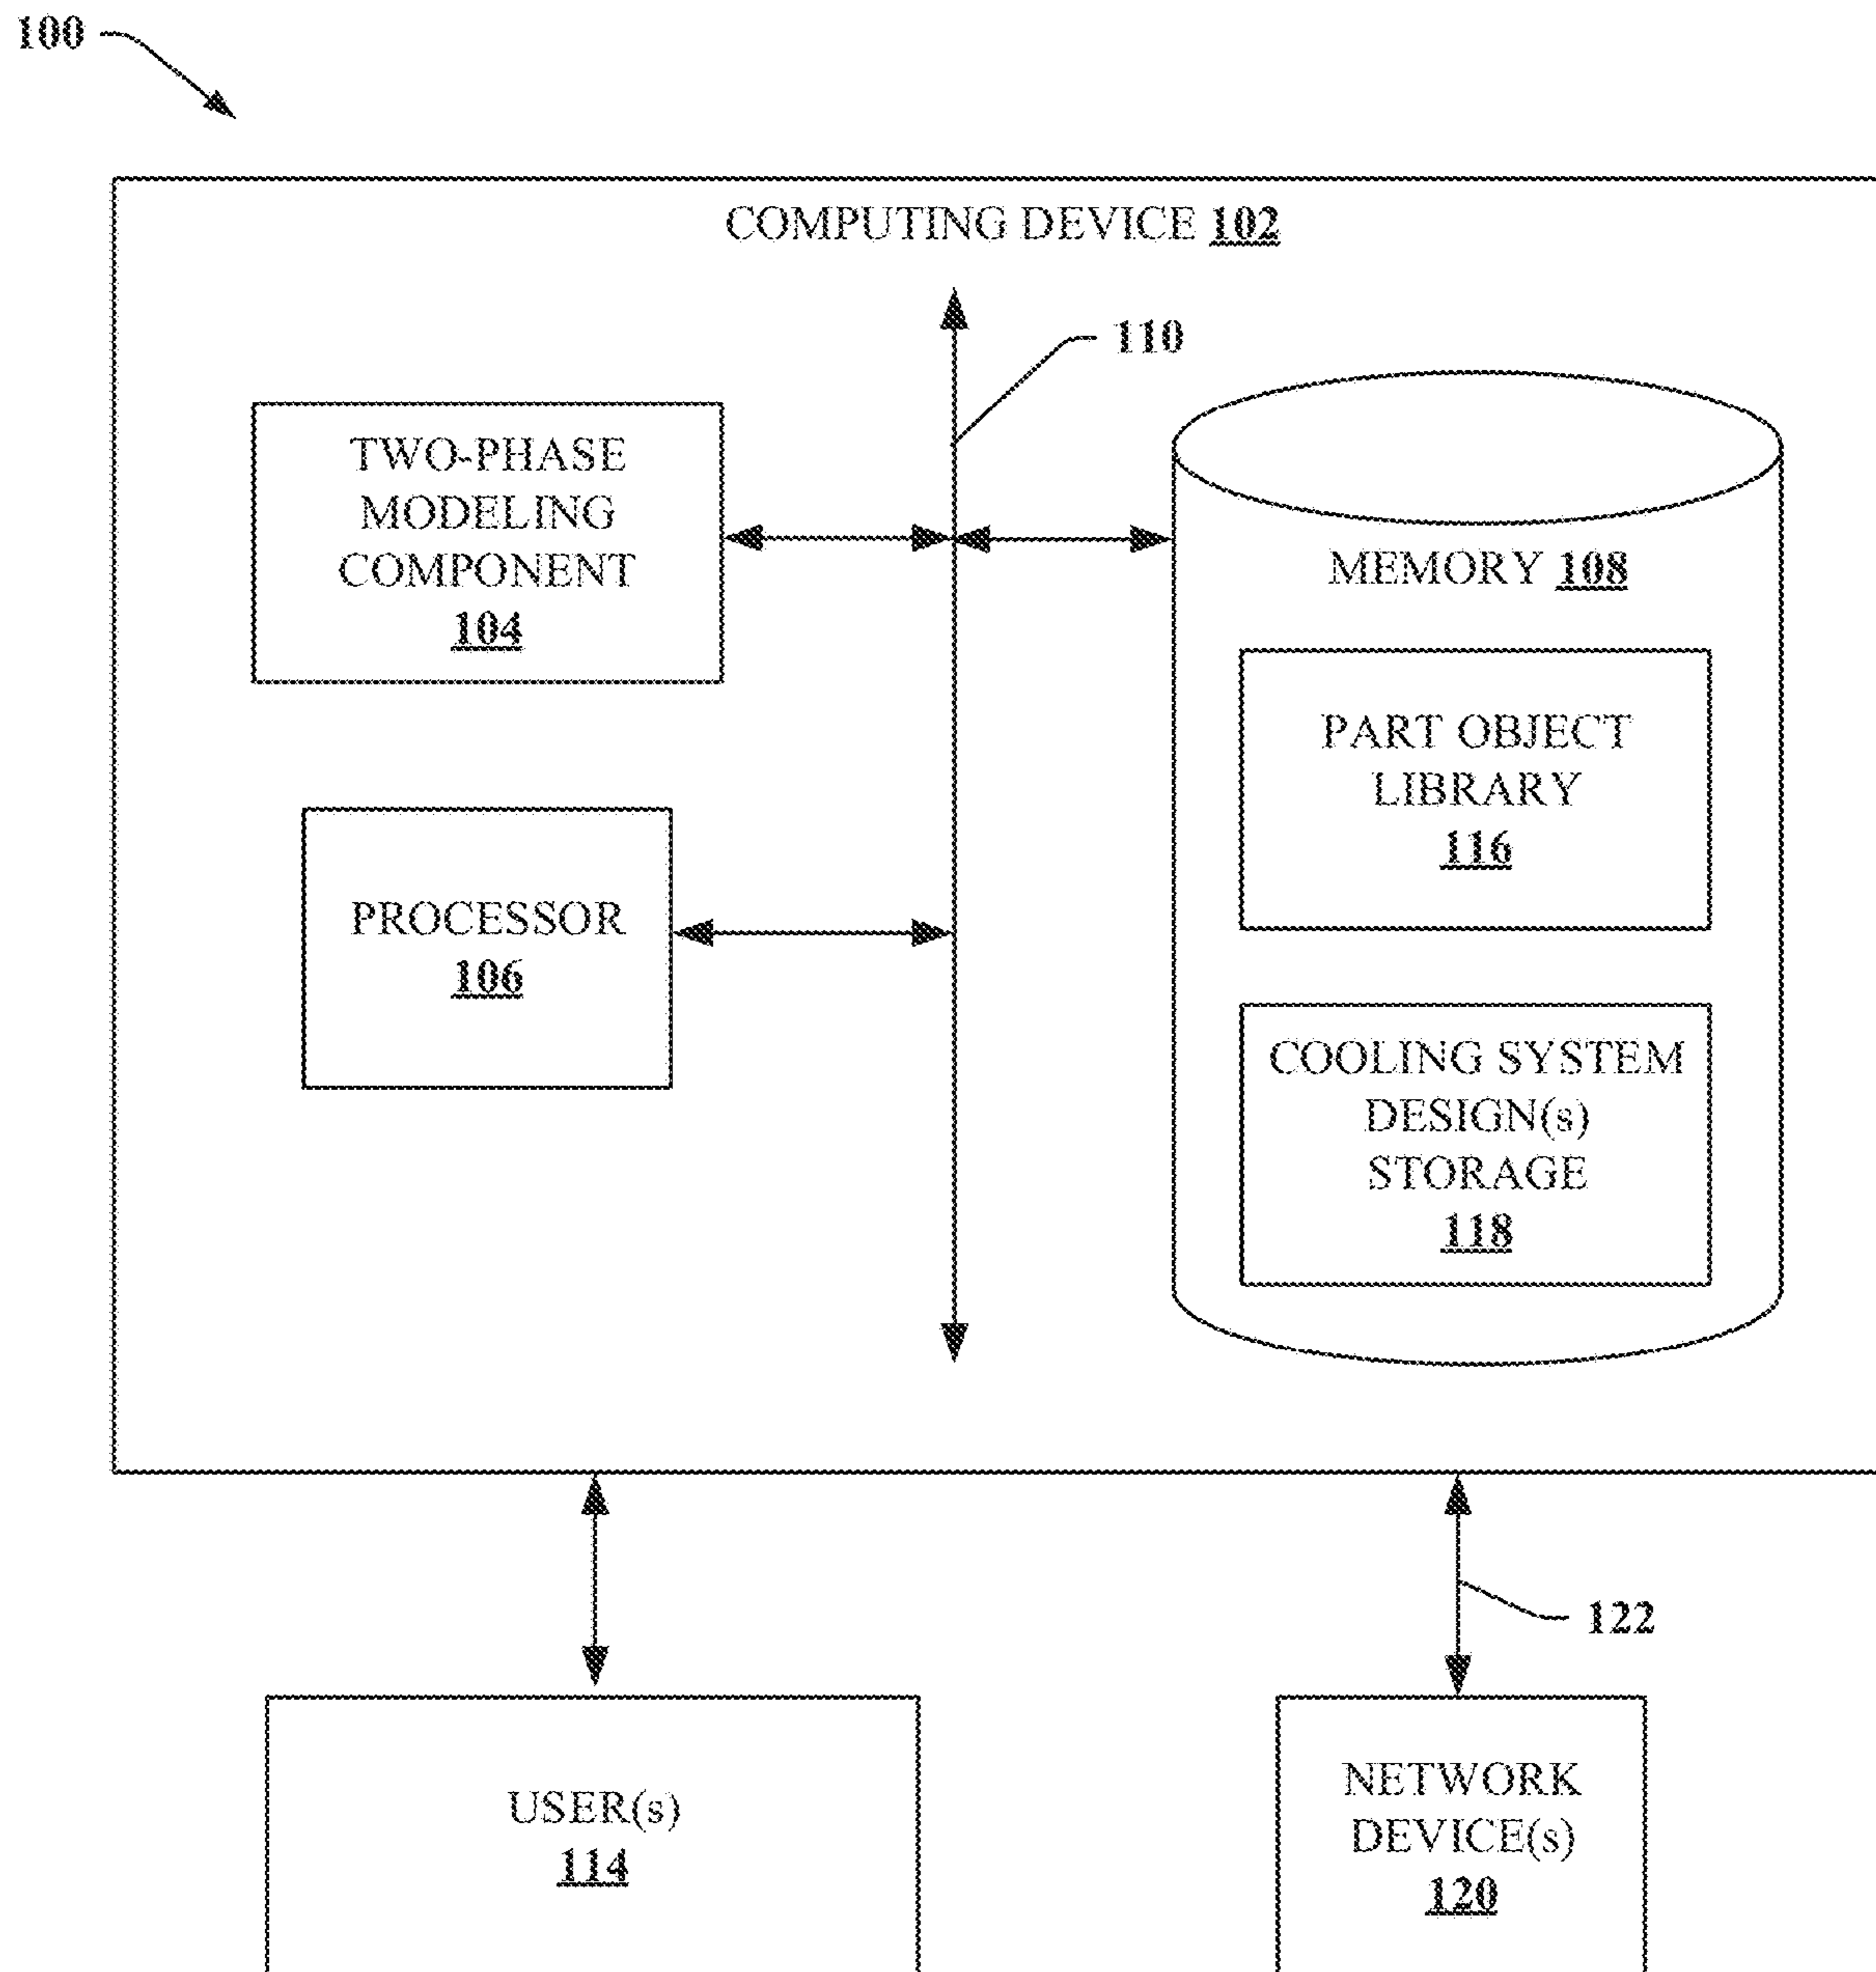 100
COMPUTING DEVICE 102
110
TWO-PHASE
MODELING
COMPONENT
104
MEMORY 108
PART OBJECT
LIBRARY
116
PROCESSOR
106
COOLING SYSTEM
DESIGN(s)
STORAGE
118
122
USER(s)
114
NETWORK
DEVICE(s)
120